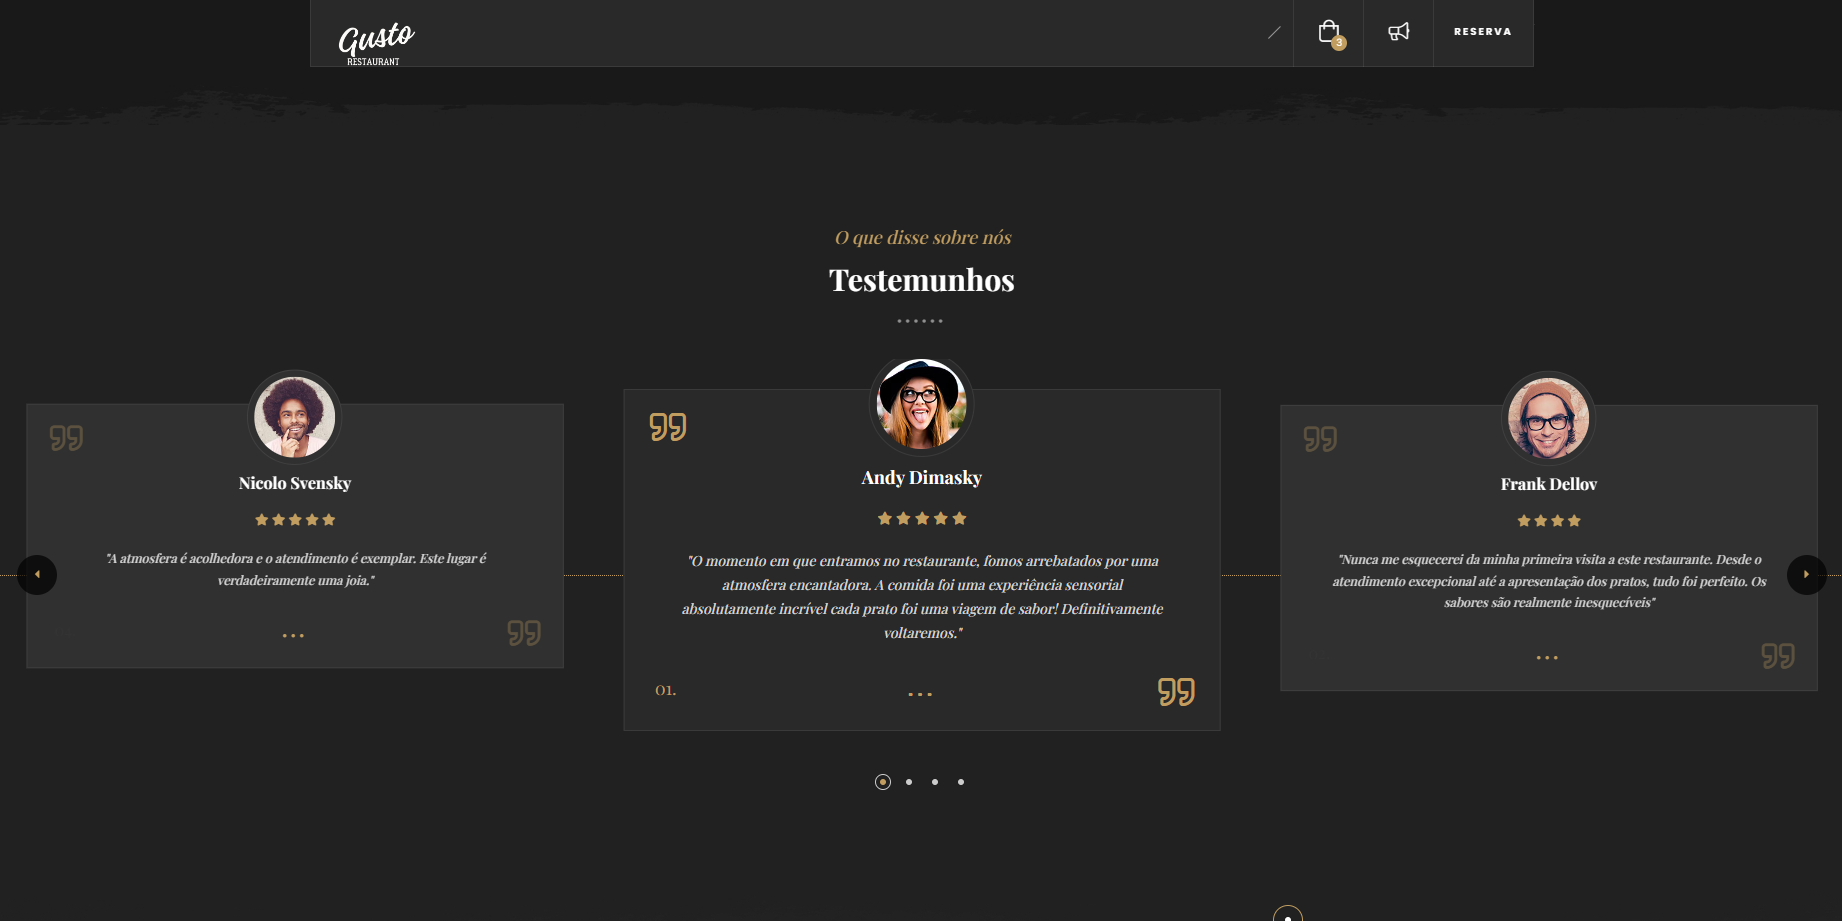 Gusto
RESTAURANT
3
RESERVA
O que disse sobre nós
Testemunhos
Nicolo Svensky
"A atmosfera é acolhedora e o atendimento é exemplar. Este lugar é
verdadeiramente uma joia."
Andy Dimasky
"O momento em que entramos no restaurante, fomos arrebatados por uma
atmosfera encantadora. A comida foi uma experiência sensorial
absolutamente incrível cada prato foi uma viagem de sabor! Definitivamente
voltaremos."
01.
Frank Dellov
"Nunca me esquecerei da minha primeira visita a este restaurante. Desde o
atendimento excepcional até a apresentação dos pratos, tudo foi perfeito. Os
sabores são realmente inesquecíveis"